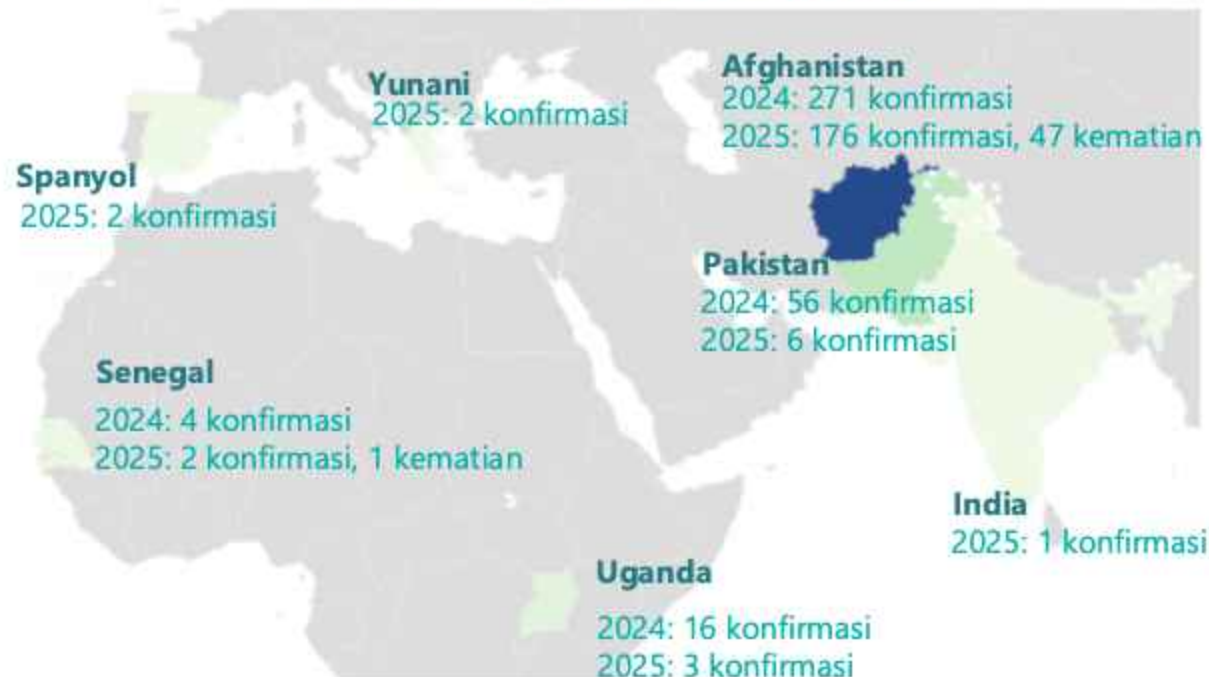 Yunani
2025: 2 konfirmasi
Afghanistan
2024: 271 konfirmasi
2025: 176 konfirmasi, 47 kematian
Spanyol
2025: 2 konfirmasi
Pakistan
2024: 56 konfirmasi
2025: 6 konfirmasi
Senegal
2024: 4 konfirmasi
2025: 2 konfirmasi, 1 kematian
India
2025: 1 konfirmasi
Uganda
2024: 16 konfirmasi
2025: 3 konfirmasi